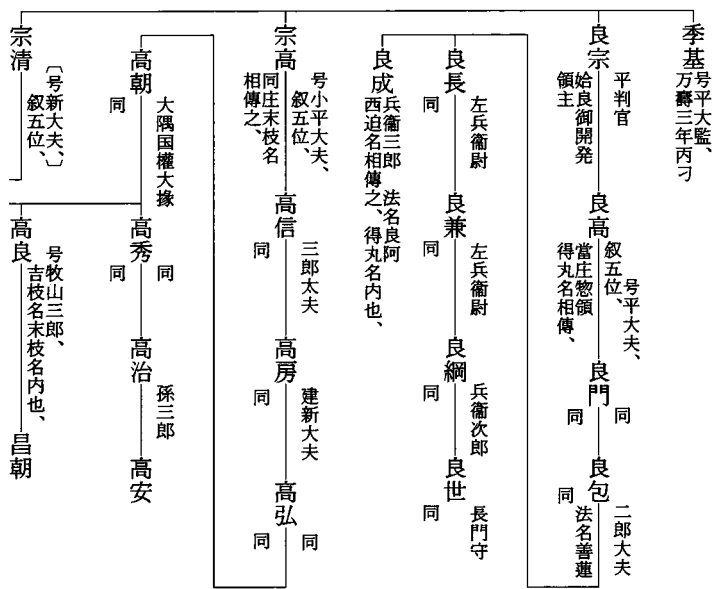 季基
号平大監、
万壽三年丙刁
良宗
平判官
姶良御開発
領主
良高
号平大夫、
叙五位、
當庄惣領
得丸名相傳、
良門
同
同
良包
二郎大夫
法名善蓮
同
良長
左兵衞尉
同
良兼
左兵衞尉
同
良綱
兵衞次郎
同
良世
長門守
同
良成
兵衞三郎　法名良阿
西迫名相傳之、得丸名内也、
宗高
号小平大夫、
叙五位、
同庄末枝名
相傳之、
高信
三郎太夫
同
高房
建新大夫
同
高弘
同
同
高朝
大隅国權大掾
同
高秀
同
同
高治
孫三郎
高安
宗清
〔号新大夫、
叙五位、〕
高良
号牧山三郎、
吉枝名末枝名内也、
昌朝